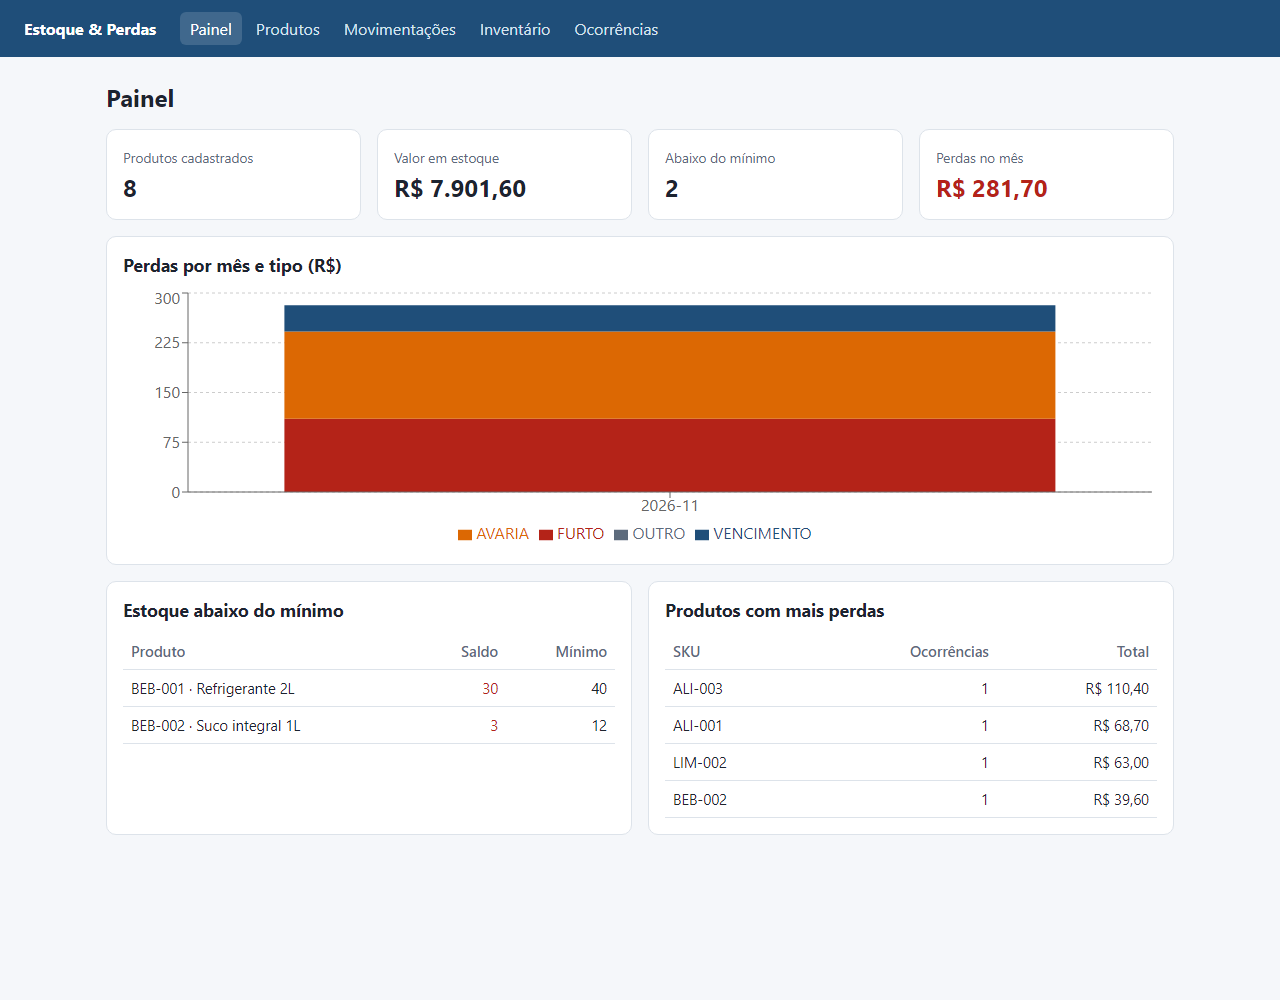 Estoque & Perdas Painel Produtos Movimentações Inventário Ocorrências
Painel
Produtos cadastrados
8
Valor em estoque
R$ 7.901,60
Abaixo do mínimo
2
Perdas no mês
R$ 281,70
Perdas por mês e tipo (R$)
300
225
150
75
0
2026-11
AVARIA FURTO OUTRO VENCIMENTO
Estoque abaixo do mínimo
Produto Saldo Mínimo
BEB-001 · Refrigerante 2L 30 40
BEB-002 · Suco integral 1L 3 12
Produtos com mais perdas
SKU Ocorrências Total
ALI-003 1 R$ 110,40
ALI-001 1 R$ 68,70
LIM-002 1 R$ 63,00
BEB-002 1 R$ 39,60